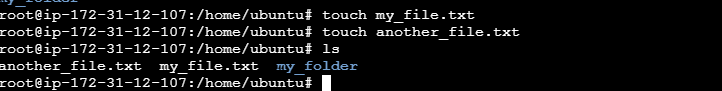 my_folder
root@ip-172-31-12-107:/home/ubuntu# touch my_file.txt
root@ip-172-31-12-107:/home/ubuntu# touch another_file.txt
root@ip-172-31-12-107:/home/ubuntu# ls
another_file.txt  my_file.txt  my_folder
root@ip-172-31-12-107:/home/ubuntu#